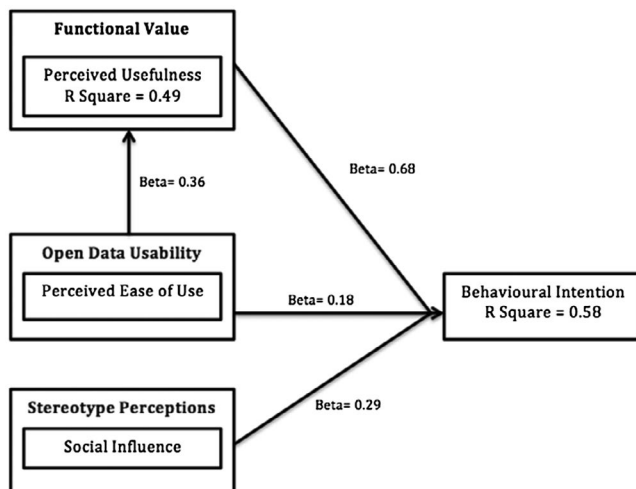 Functional Value
Perceived Usefulness
R Square = 0.49
Beta= 0.36
Beta= 0.68
Open Data Usability
Perceived Ease of Use
Beta= 0.18
Behavioural Intention
R Square = 0.58
Stereotype Perceptions
Social Influence
Beta= 0.29